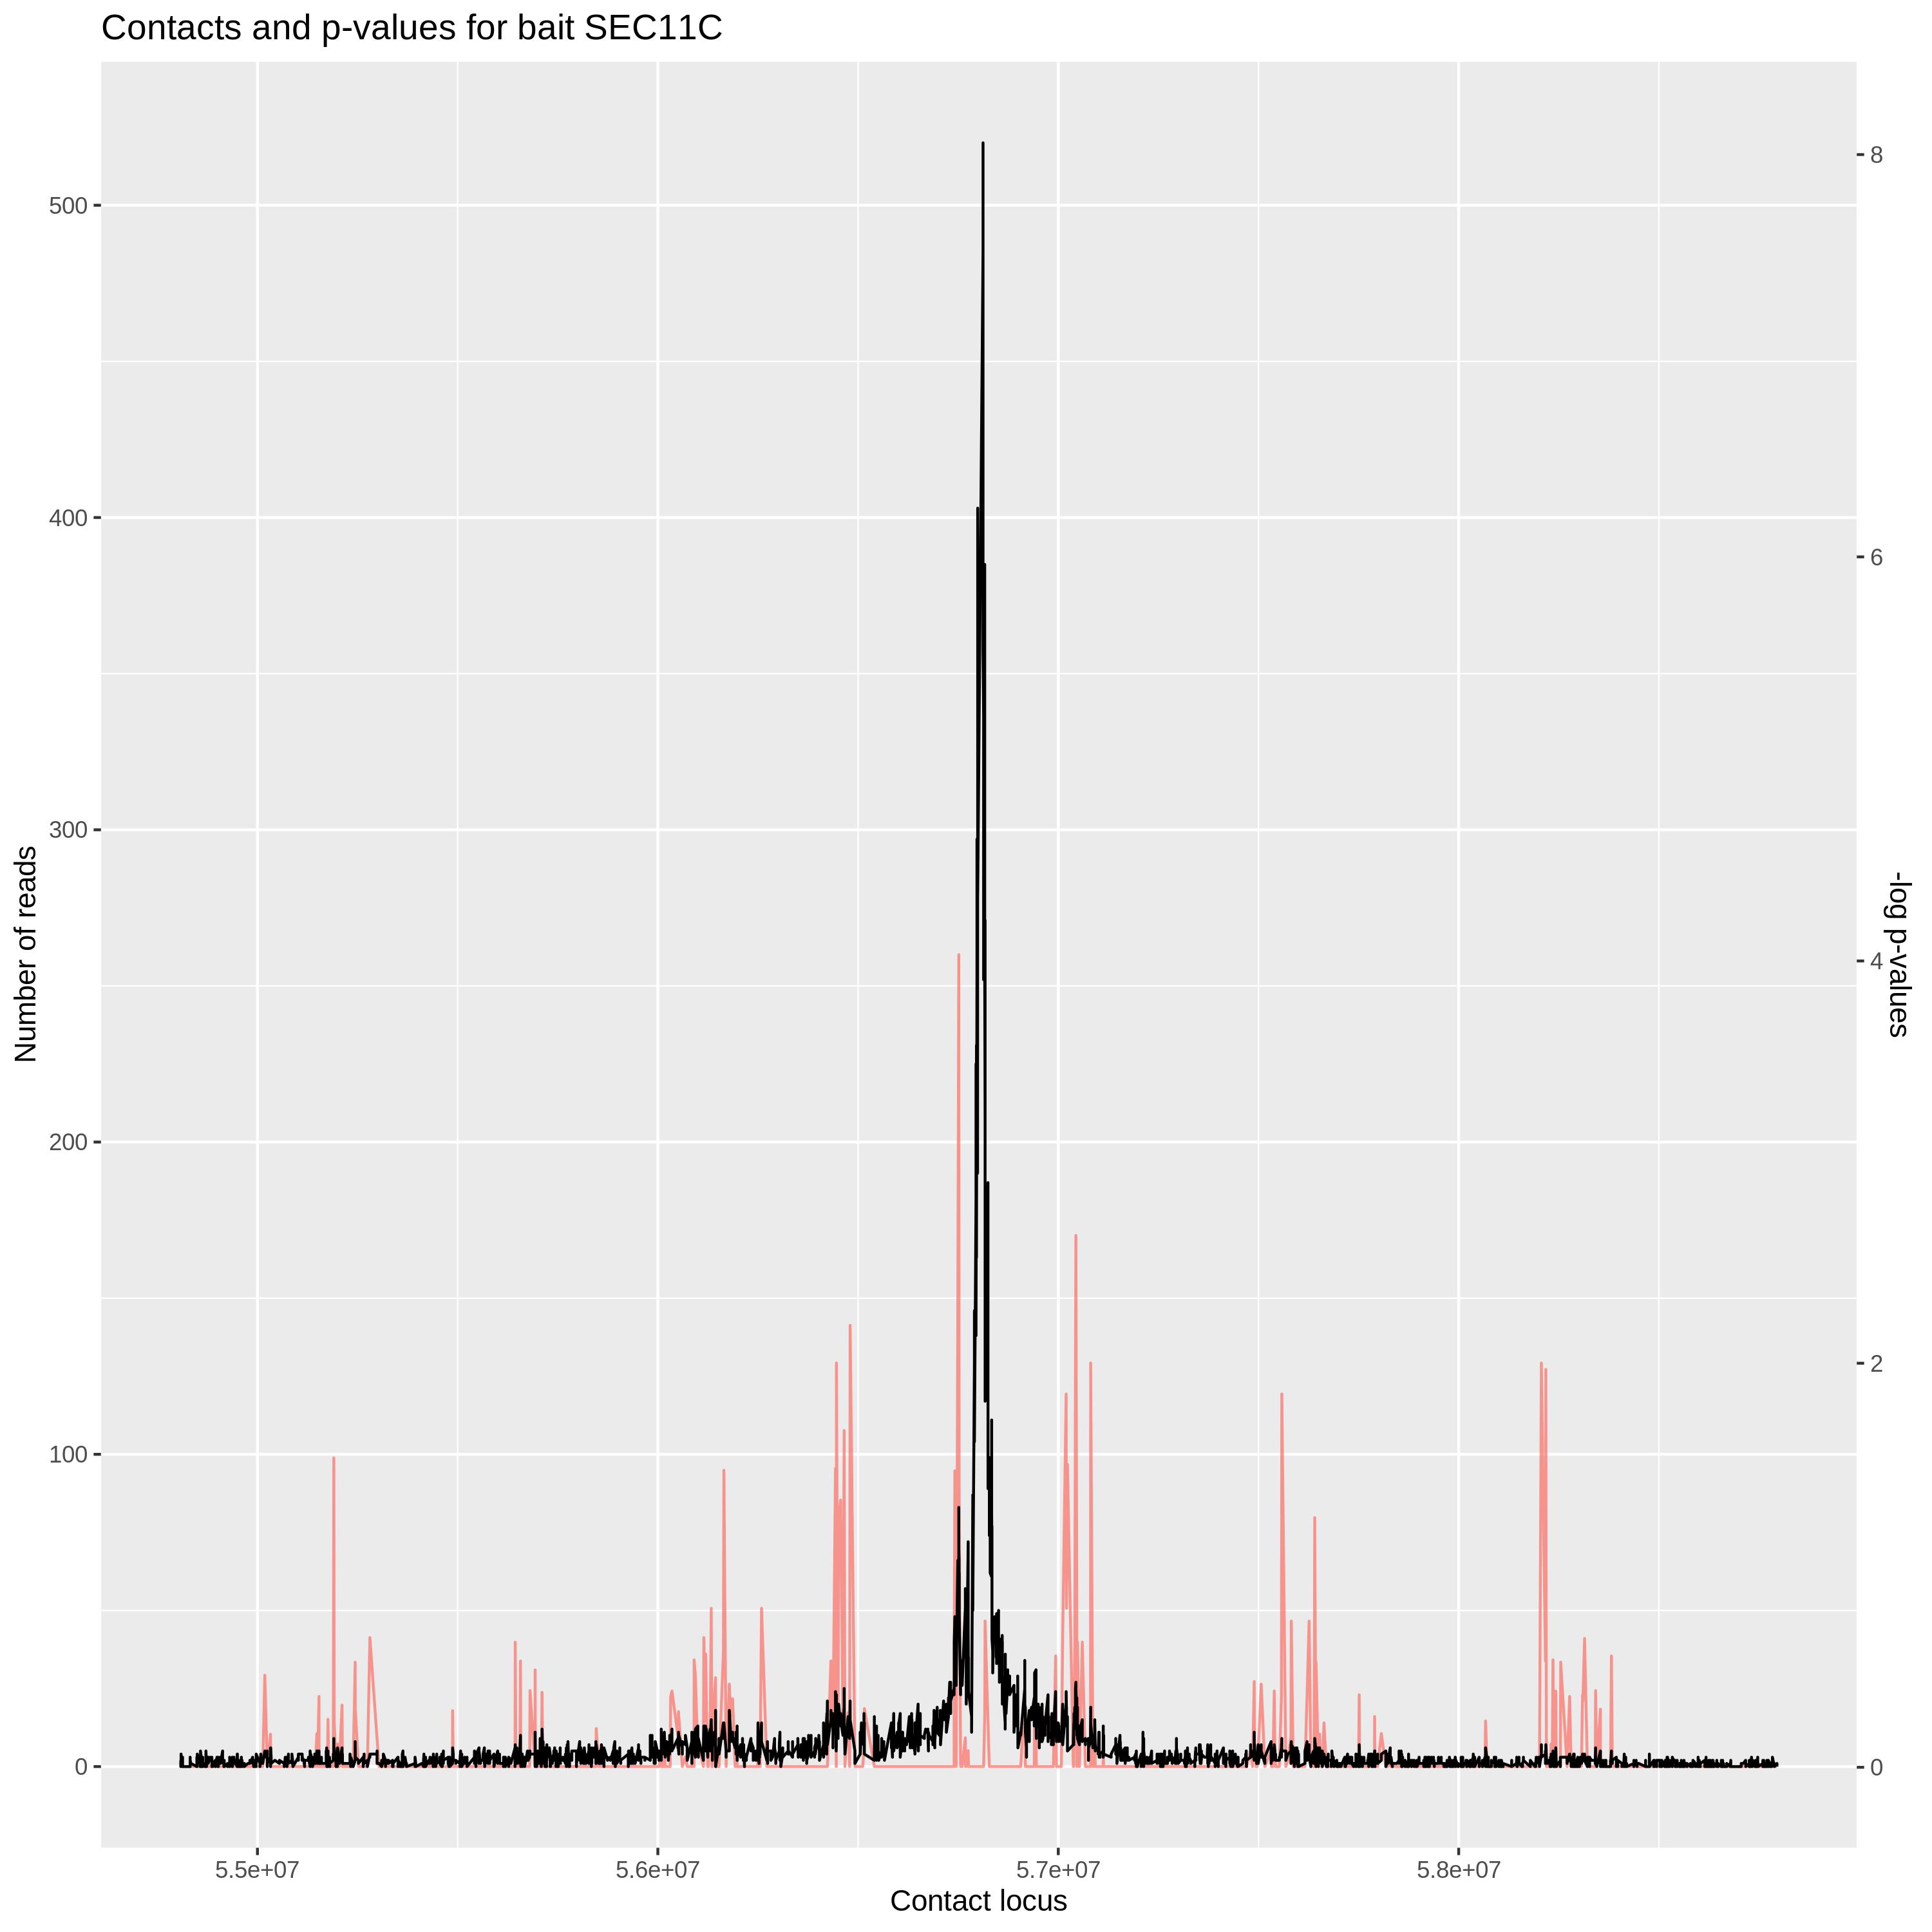 Contacts and p-values for bait SEC11C
500
400
300
200
100
0
Number of reads
8
6
4
2
0
-log p-values
5.5e+07
5.6e+07
5.7e+07
5.8e+07
Contact locus